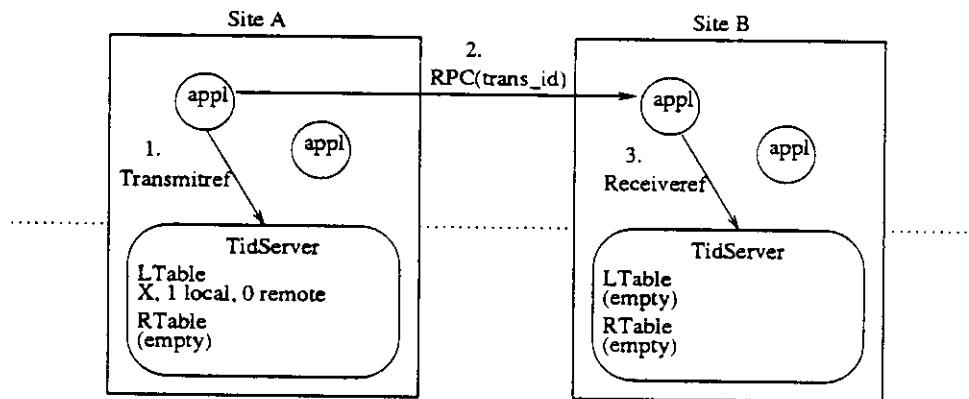 Site A
Site B
2.
RPC(trans_id)
appl
appl
appl
appl
1.
Transmitref
3.
Receiveref
TidServer
LTable
X, 1 local, 0 remote
RTable
(empty)
TidServer
LTable
(empty)
RTable
(empty)